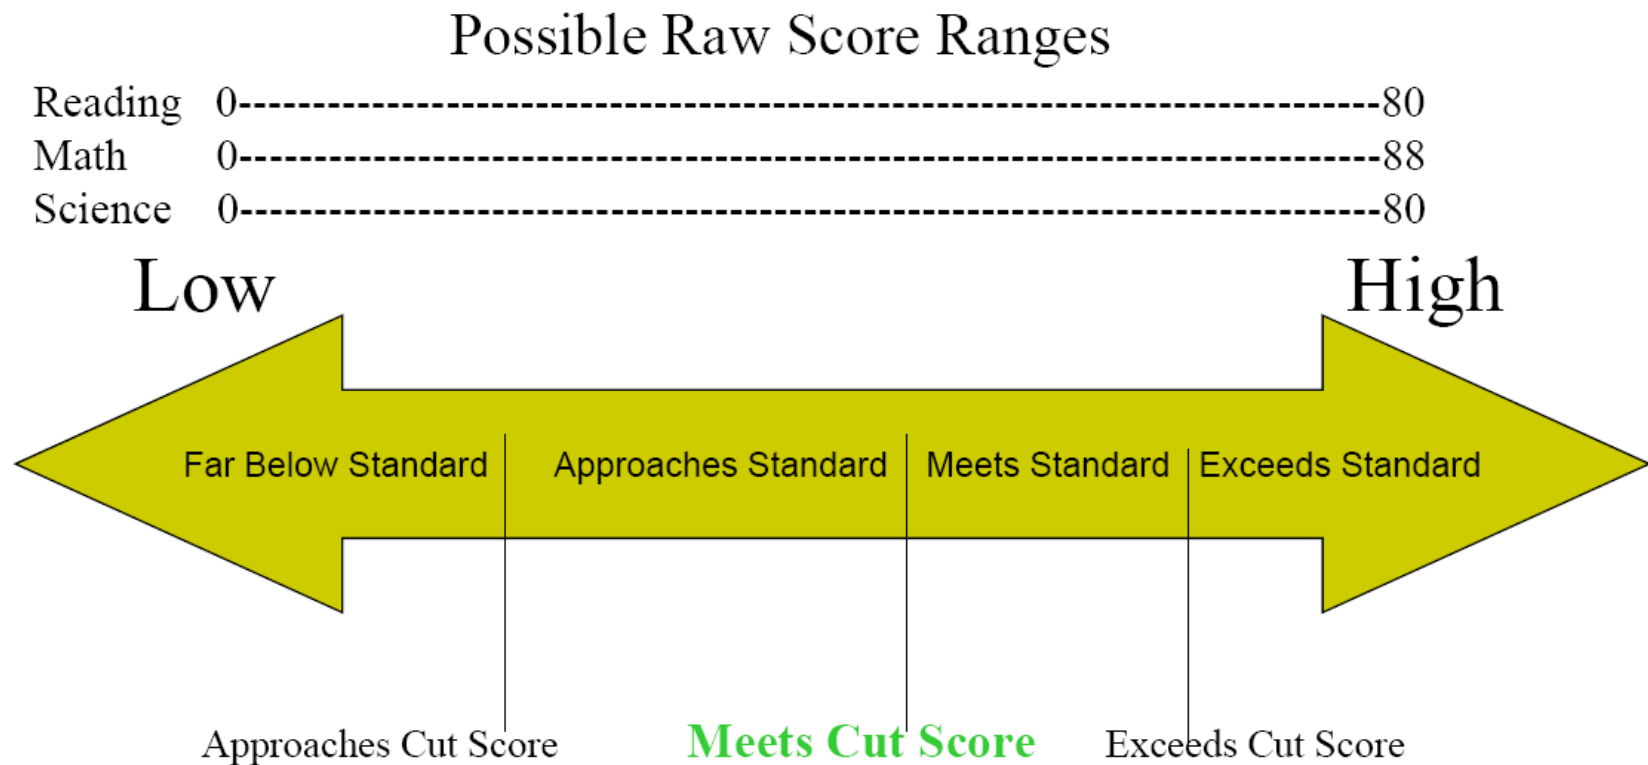 Possible Raw Score Ranges
Reading 0------------------------------------------------------------------------------80
Math 0------------------------------------------------------------------------------88
Science 0------------------------------------------------------------------------------80
Low High
Far Below Standard Approaches Standard Meets Standard Exceeds Standard
Approaches Cut Score Meets Cut Score Exceeds Cut Score